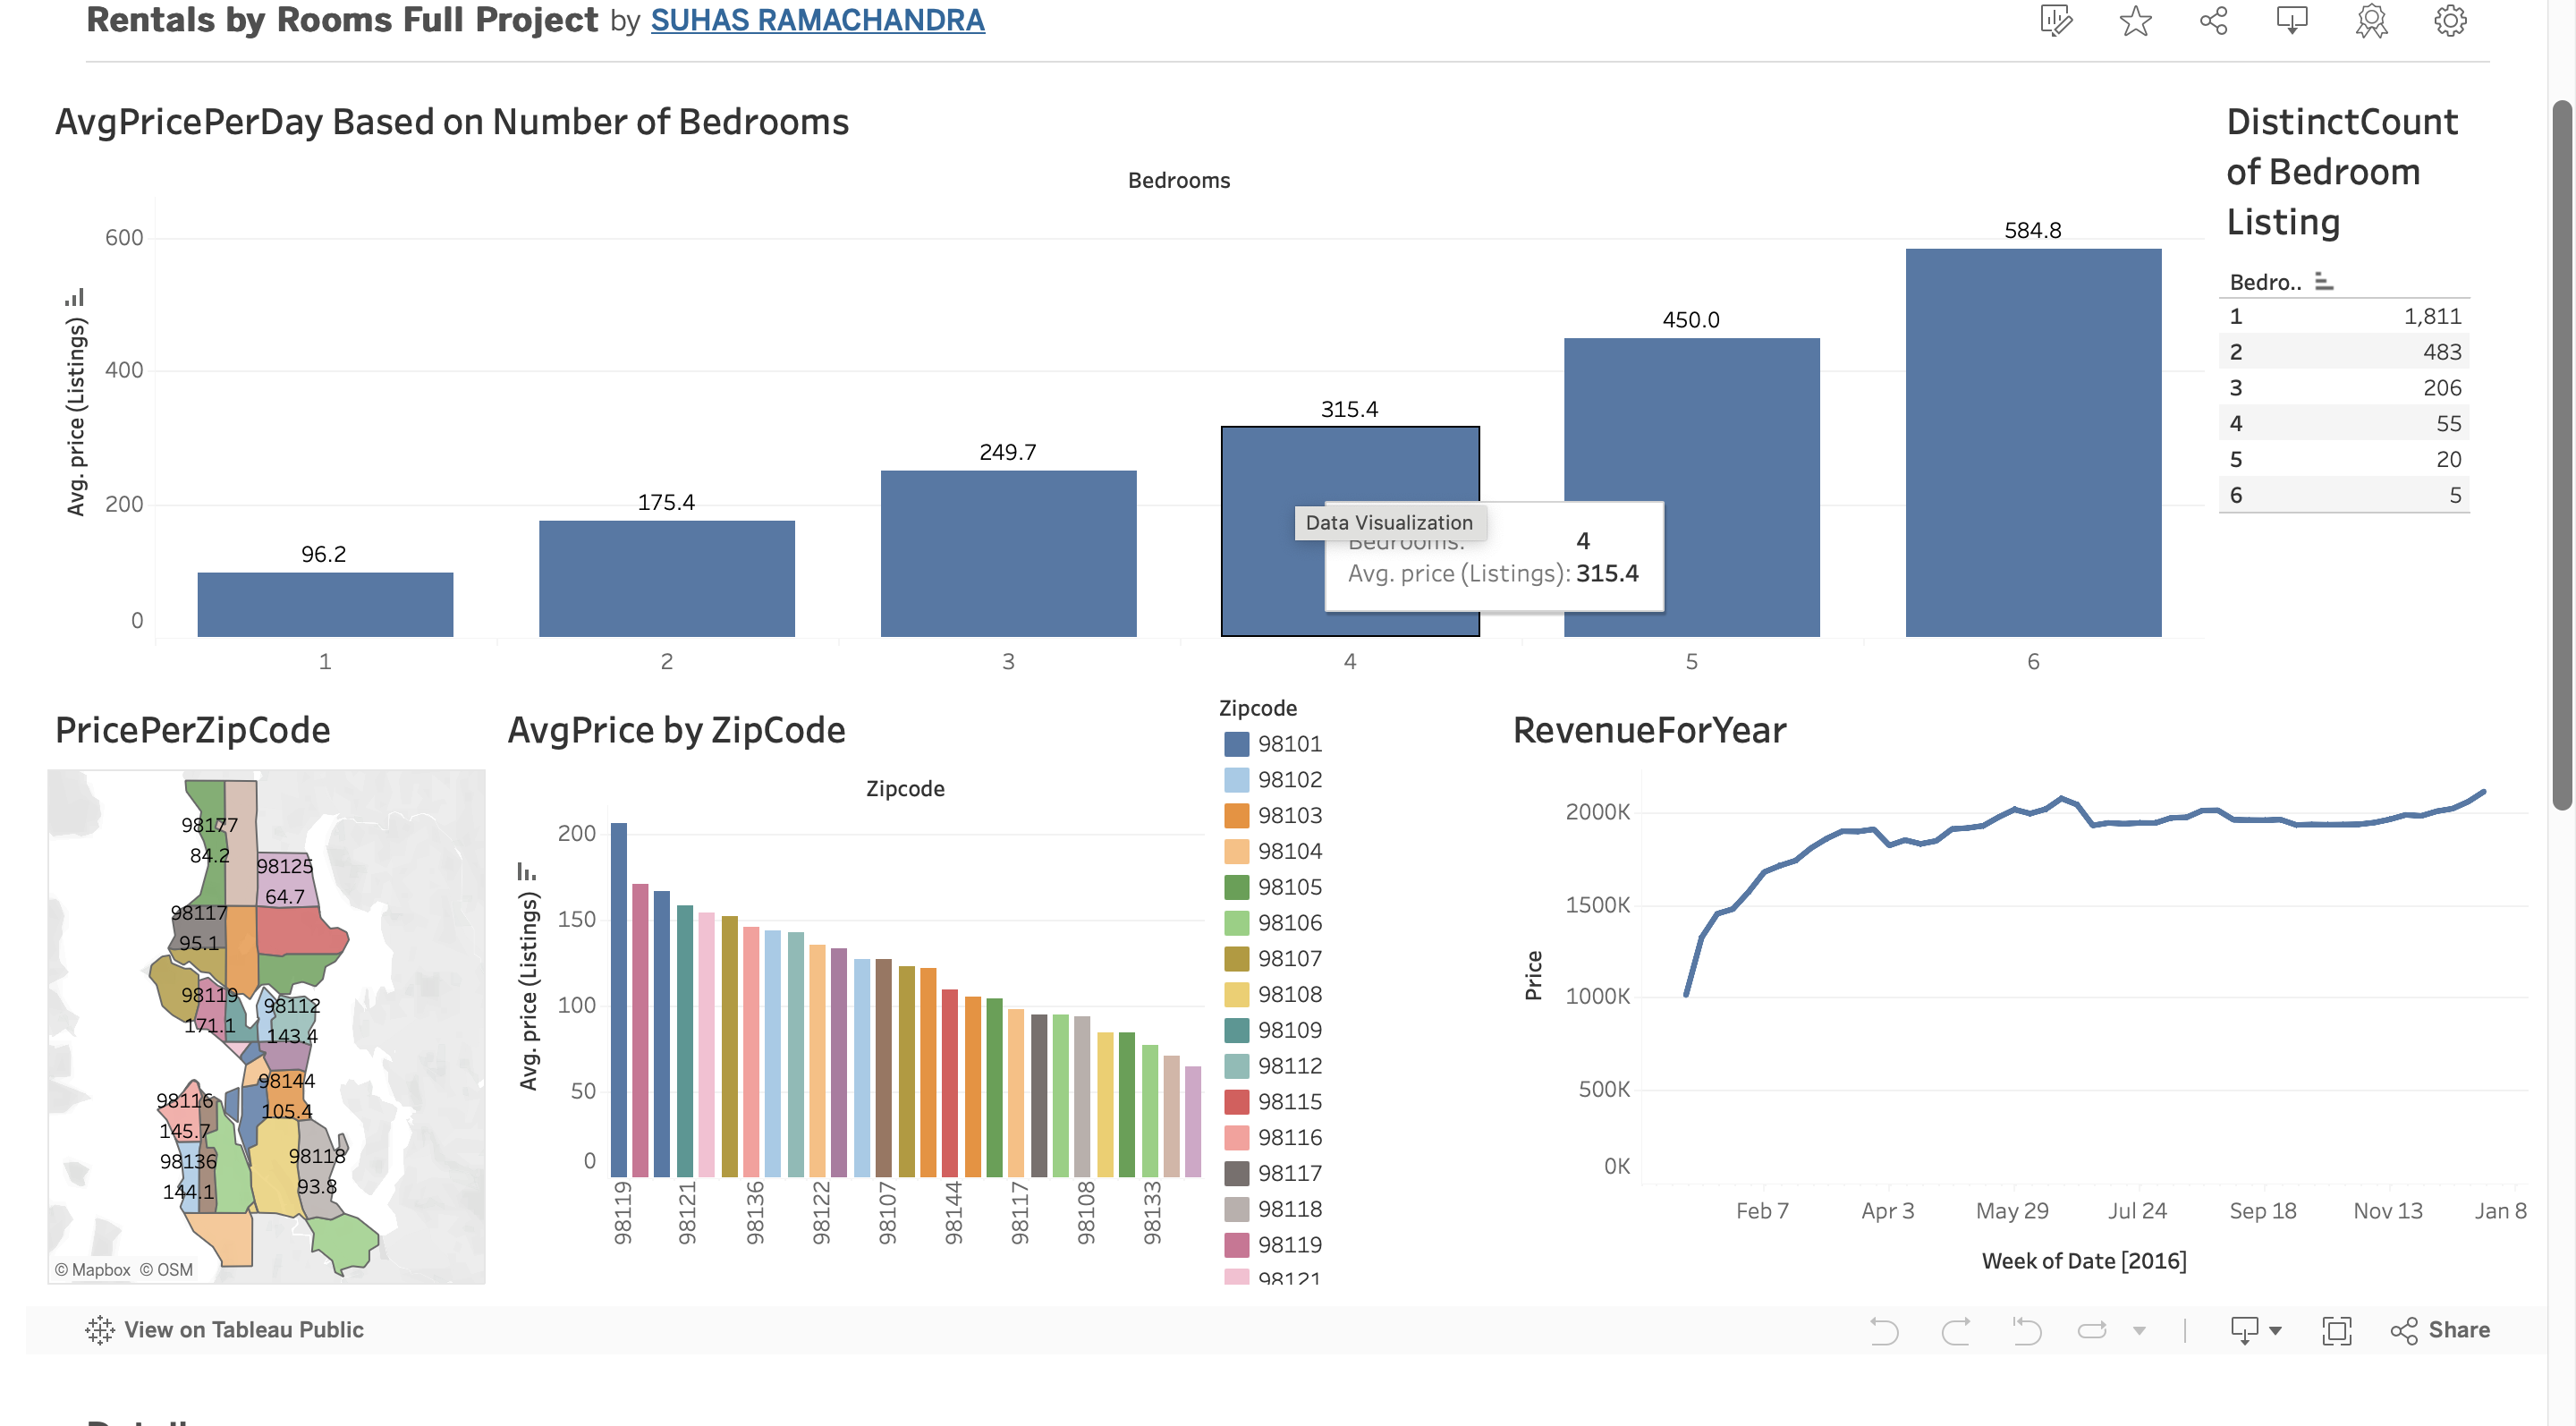 Rentals by Rooms Full Project by SUHAS RAMACHANDRA
AvgPricePerDay Based on Number of Bedrooms
Bedrooms
Avg. price (Listings)
600
400
200
0
96.2
175.4
249.7
315.4
450.0
584.8
1
2
3
4
5
6
Data Visualization
Bedrooms: 4
Avg. price (Listings): 315.4
DistinctCount
of Bedroom
Listing
Bedro..
1 1,811
2 483
3 206
4 55
5 20
6 5
PricePerZipCode
98177
84.2
98125
64.7
98117
95.1
98119
171.1
98112
143.4
98144
105.4
98116
145.7
98136
144.1
98118
93.8
© Mapbox © OSM
AvgPrice by ZipCode
Zipcode
Avg. price (Listings)
200
150
100
50
0
98119
98121
98136
98122
98107
98144
98117
98108
98133
Zipcode
98101
98102
98103
98104
98105
98106
98107
98108
98109
98112
98115
98116
98117
98118
98119
98121
RevenueForYear
Price
2000K
1500K
1000K
500K
0K
Feb 7
Apr 3
May 29
Jul 24
Sep 18
Nov 13
Jan 8
Week of Date [2016]
View on Tableau Public
Share